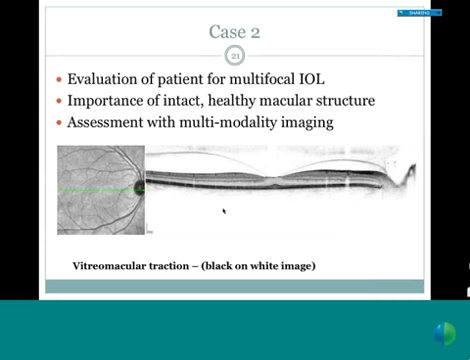 SHARING
Case 2
21
Evaluation of patient for multifocal IOL
Importance of intact, healthy macular structure
Assessment with multi-modality imaging
Vitreomacular traction – (black on white image)